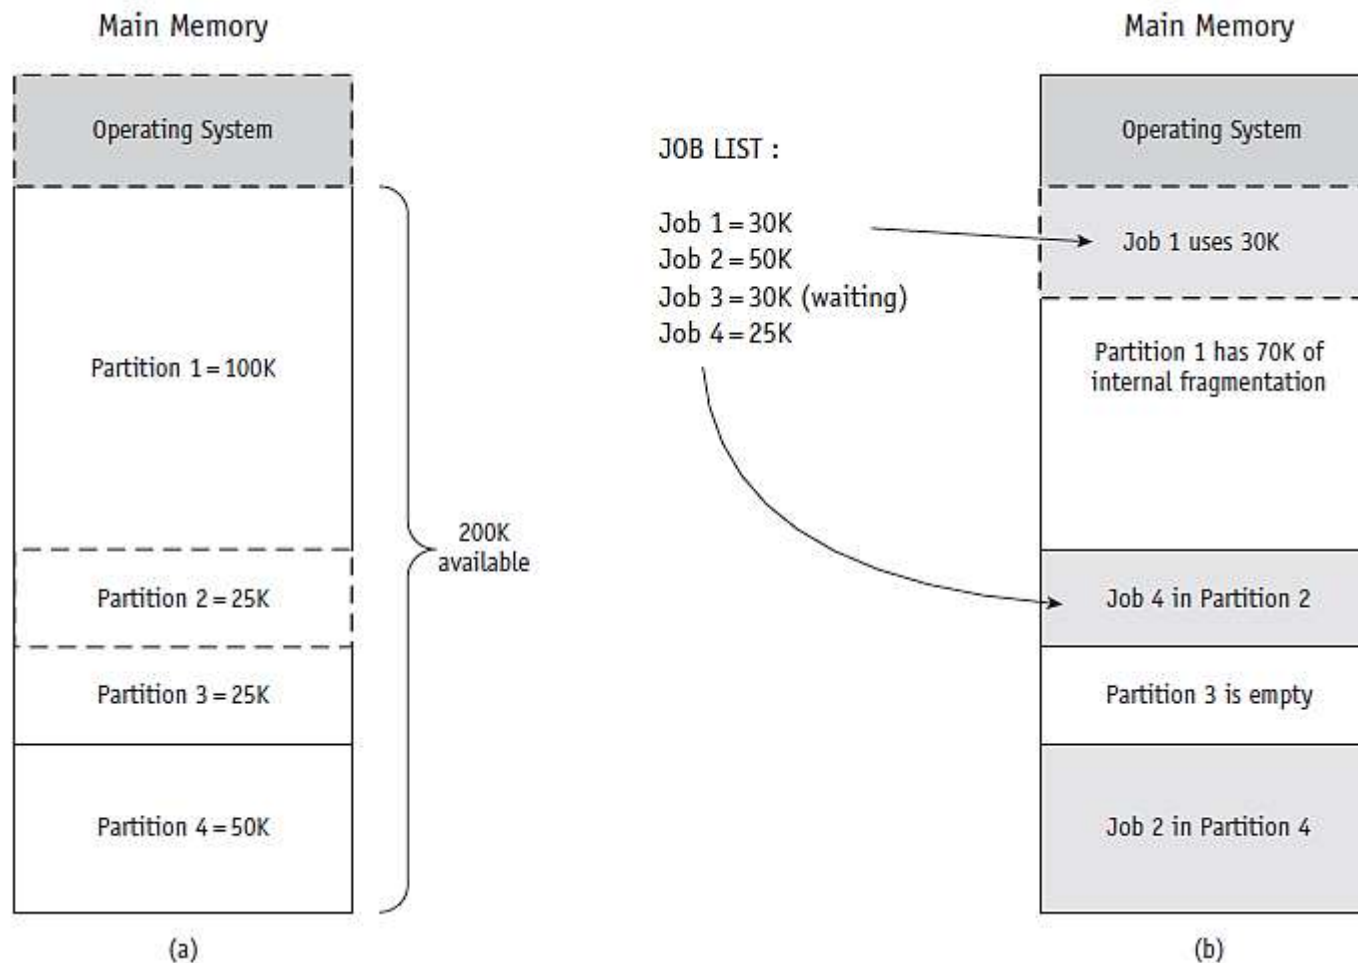 Main Memory
Operating System
Partition 1=100K
Partition 2=25K
Partition 3=25K
Partition 4=50K
200K
available
(a)
JOB LIST :
Job 1=30K
Job 2=50K
Job 3=30K (waiting)
Job 4=25K
Main Memory
Operating System
Job 1 uses 30K
Partition 1 has 70K of
internal fragmentation
Job 4 in Partition 2
Partition 3 is empty
Job 2 in Partition 4
(b)